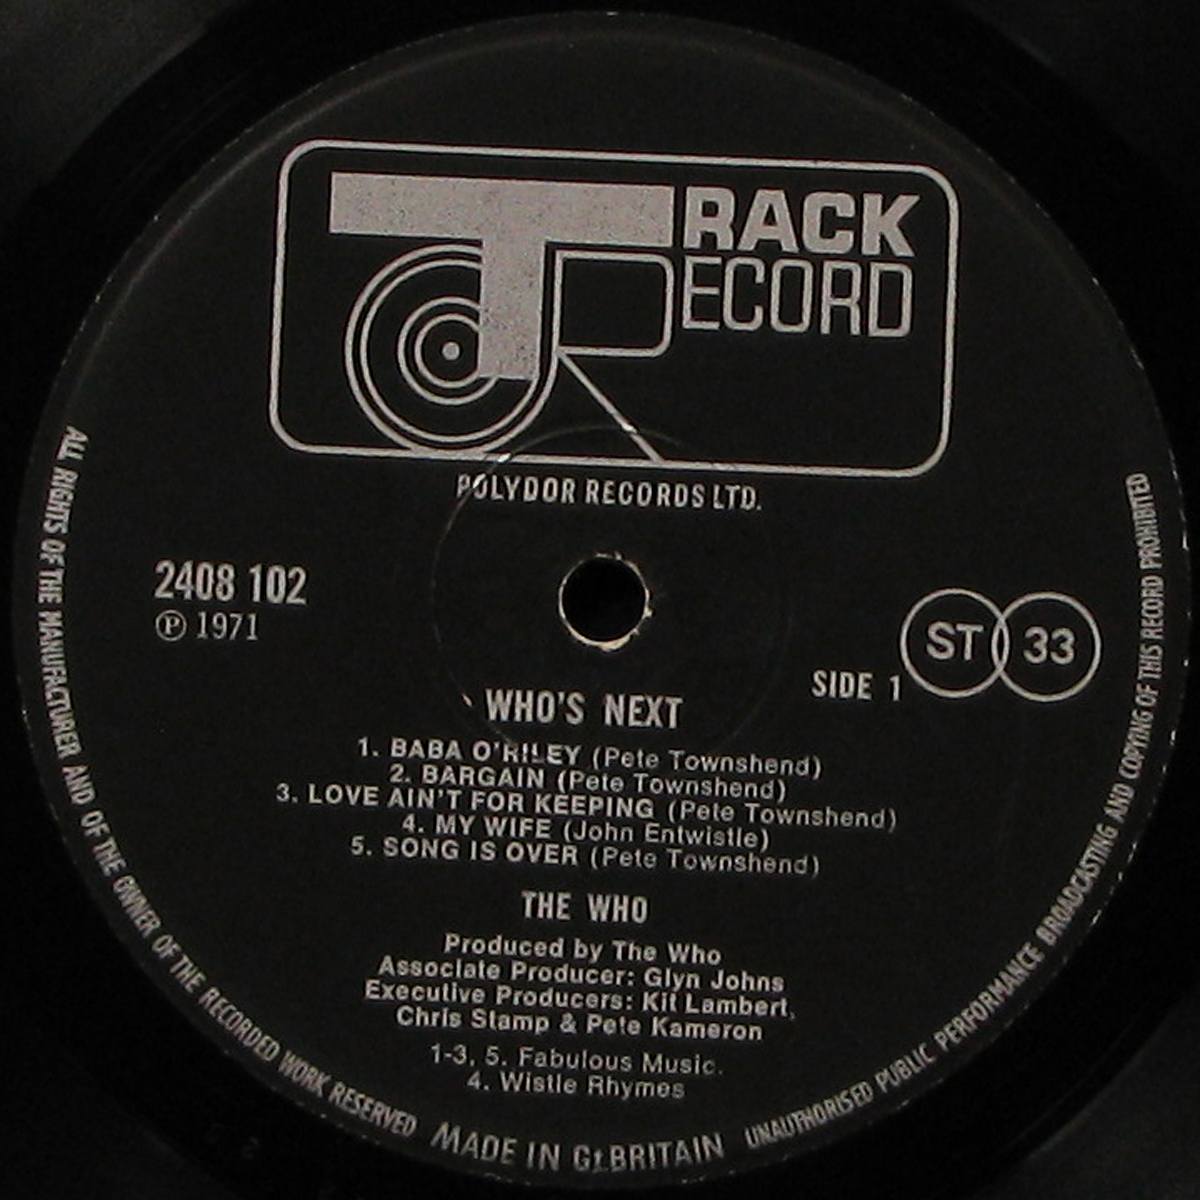 TRACK
RECORD
POLYDOR RECORDS LTD.
2408 102
Ⓟ 1971
ST 33
SIDE 1
WHO'S NEXT
1. BABA O'RILEY (Pete Townshend)
2. BARGAIN (Pete Townshend)
3. LOVE AIN'T FOR KEEPING (Pete Townshend)
4. MY WIFE (John Entwistle)
5. SONG IS OVER (Pete Townshend)
THE WHO
Produced by The Who
Associate Producer: Glyn Johns
Executive Producers: Kit Lambert,
Chris Stamp & Pete Kameron
1-3, 5. Fabulous Music.
4. Wistle Rhymes
ALL RIGHTS OF THE MANUFACTURER AND OF THE OWNER OF THE RECORDED WORK RESERVED
MADE IN Gt.BRITAIN
UNAUTHORISED PUBLIC PERFORMANCE BROADCASTING AND COPYING OF THIS RECORD PROHIBITED